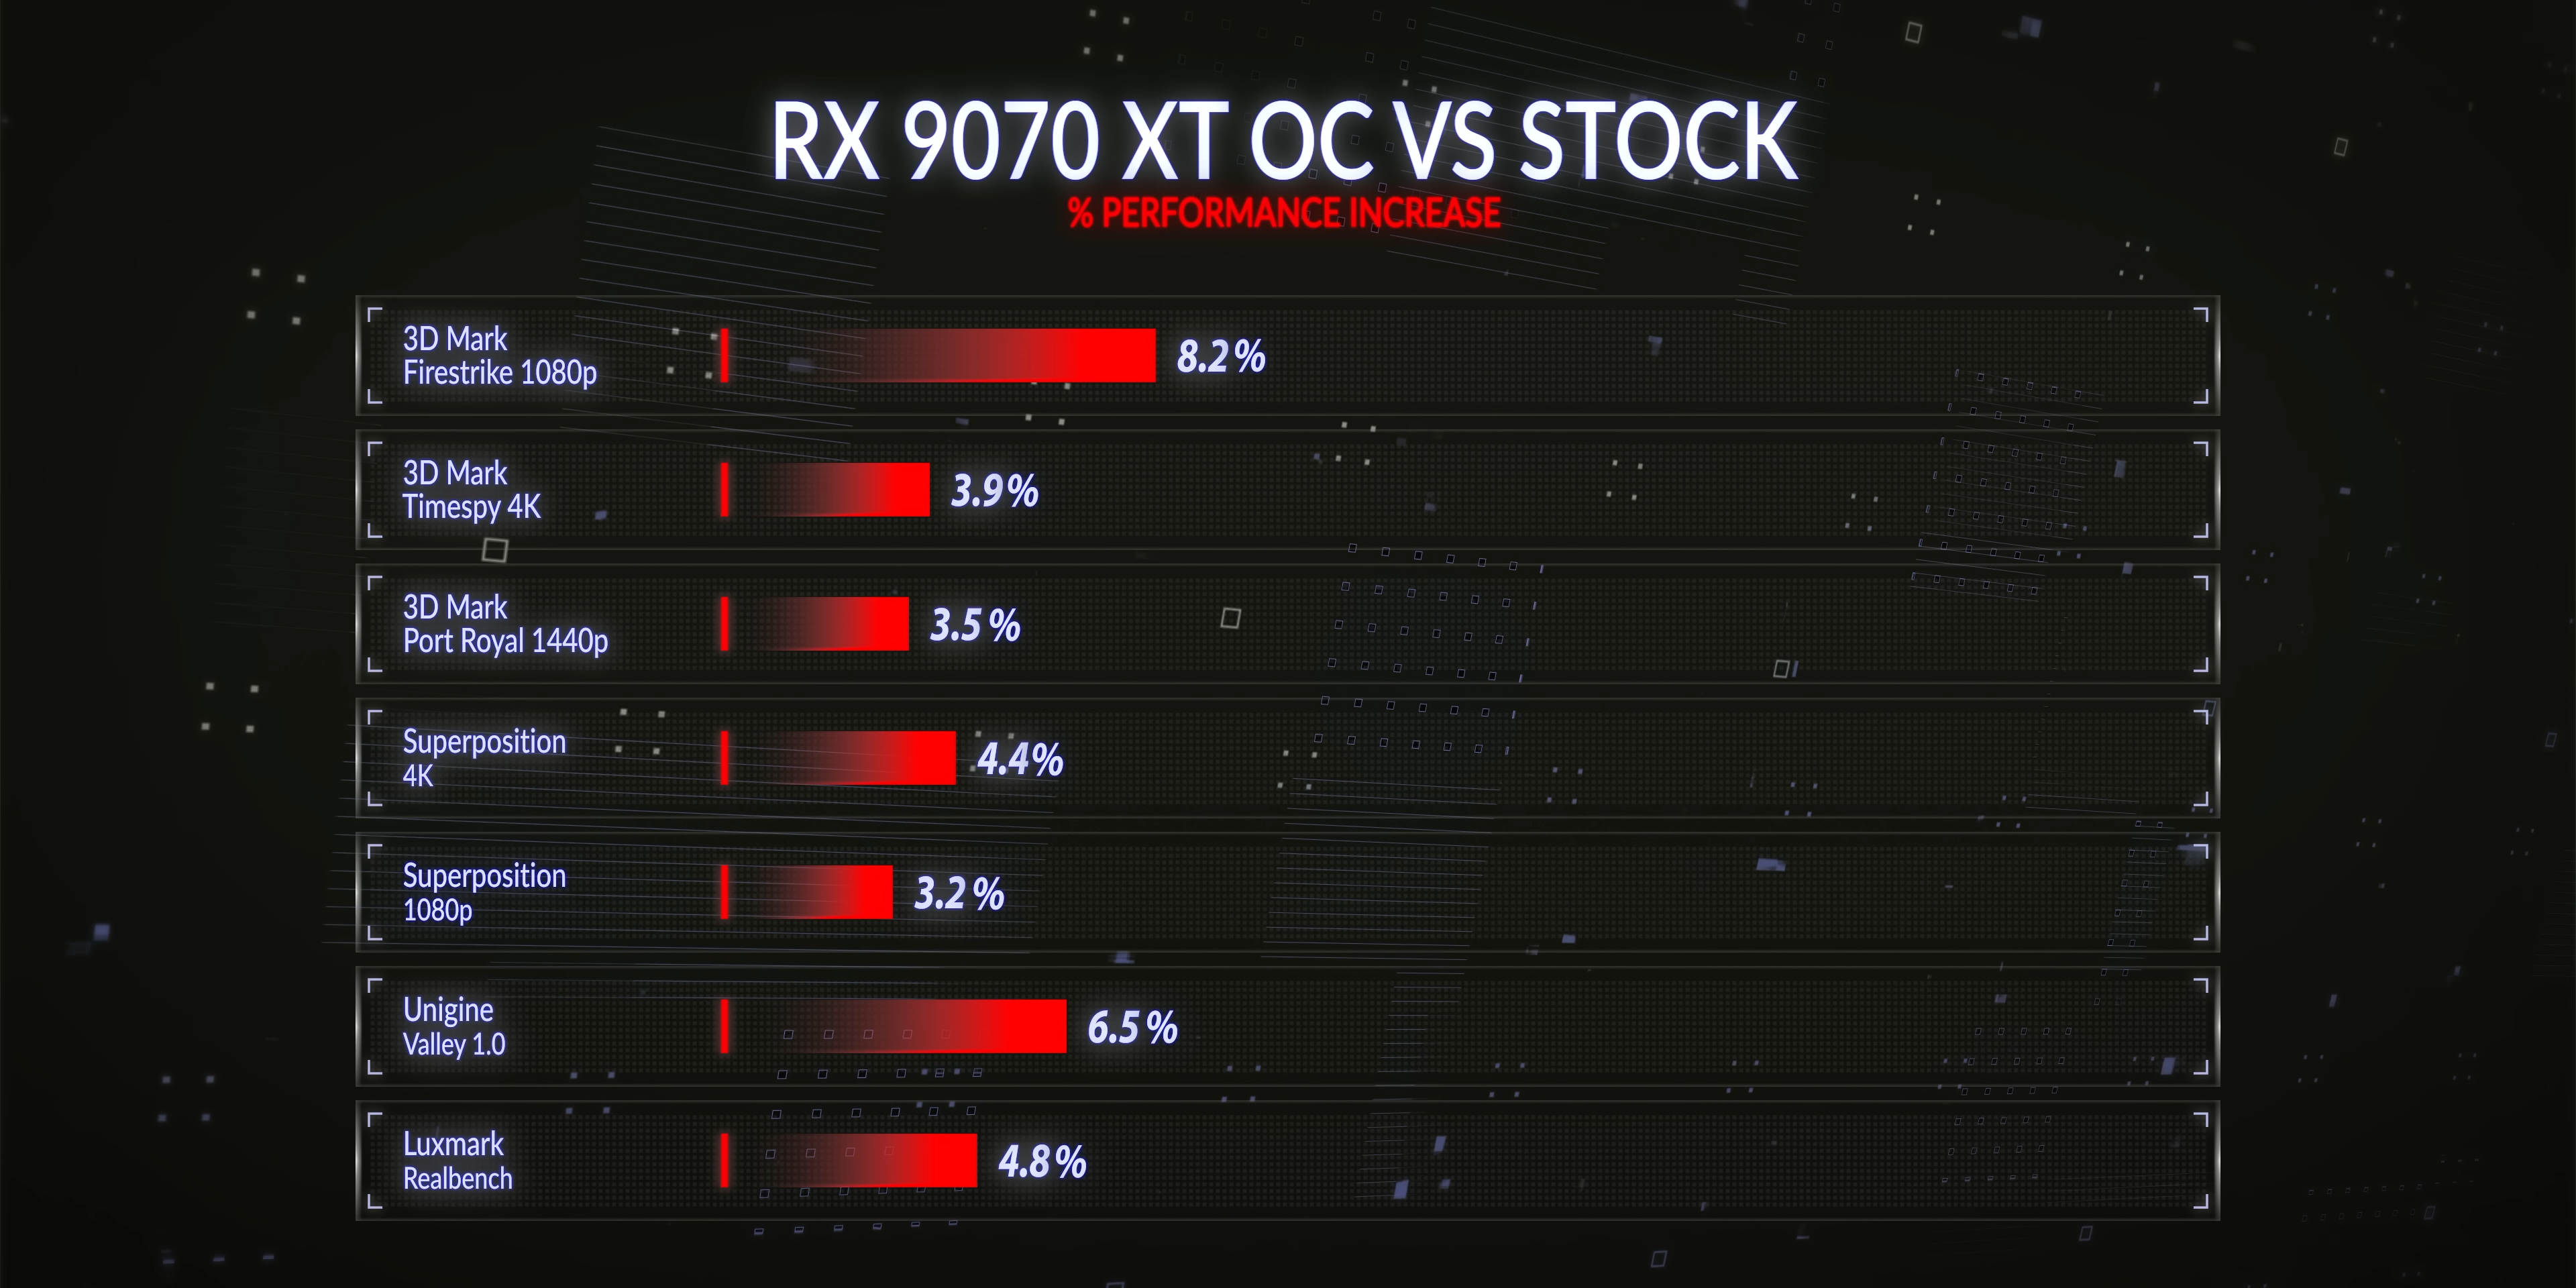 RX 9070 XT OC VS STOCK
% PERFORMANCE INCREASE
3D Mark
Firestrike 1080p
8.2%
3D Mark
Timespy 4K
3.9%
3D Mark
Port Royal 1440p
3.5%
Superposition
4K
4.4%
Superposition
1080p
3.2%
Unigine
Valley 1.0
6.5%
Luxmark
Realbench
4.8%